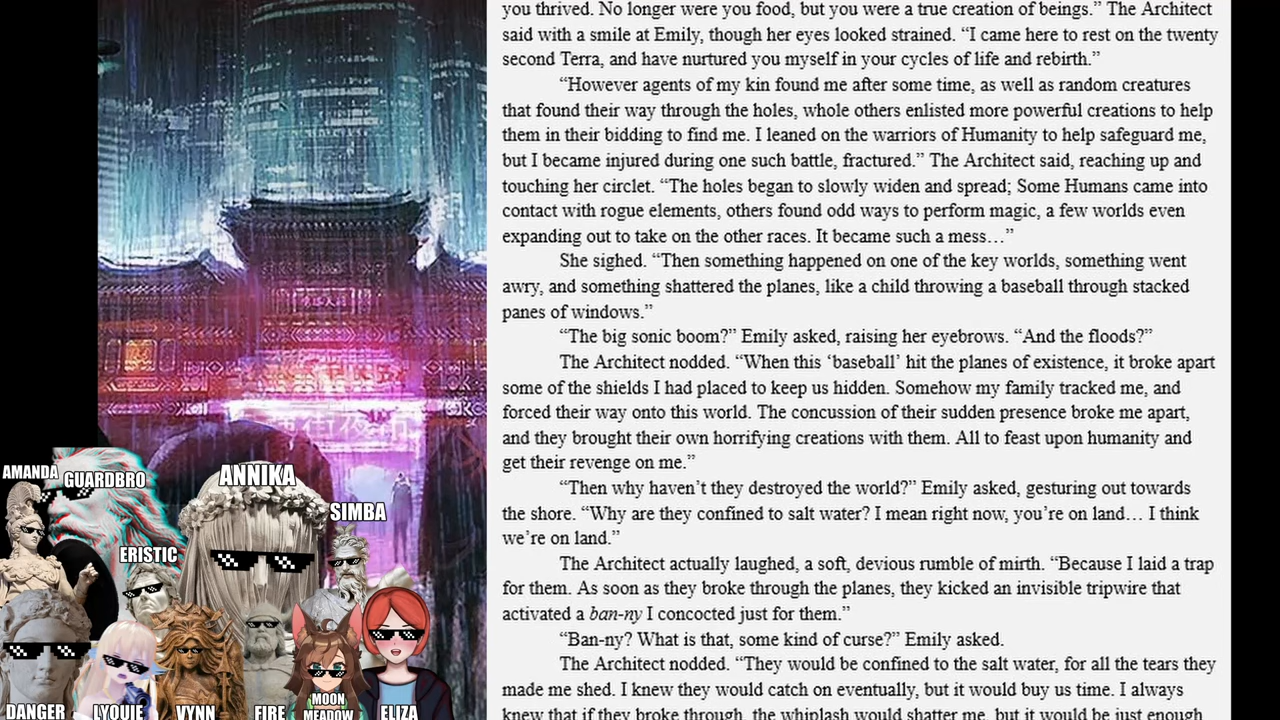 you thrived. No longer were you food, but you were a true creation of beings.” The Architect
said with a smile at Emily, though her eyes looked strained. “I came here to rest on the twenty
second Terra, and have nurtured you myself in your cycles of life and rebirth.”
“However agents of my kin found me after some time, as well as random creatures
that found their way through the holes, whole others enlisted more powerful creations to help
them in their bidding to find me. I leaned on the warriors of Humanity to help safeguard me,
but I became injured during one such battle, fractured.” The Architect said, reaching up and
touching her circlet. “The holes began to slowly widen and spread; Some Humans came into
contact with rogue elements, others found odd ways to perform magic, a few worlds even
expanding out to take on the other races. It became such a mess…”
She sighed. “Then something happened on one of the key worlds, something went
awry, and something shattered the planes, like a child throwing a baseball through stacked
panes of windows.”
“The big sonic boom?” Emily asked, raising her eyebrows. “And the floods?”
The Architect nodded. “When this ‘baseball’ hit the planes of existence, it broke apart
some of the shields I had placed to keep us hidden. Somehow my family tracked me, and
forced their way onto this world. The concussion of their sudden presence broke me apart,
and they brought their own horrifying creations with them. All to feast upon humanity and
get their revenge on me.”
“Then why haven’t they destroyed the world?” Emily asked, gesturing out towards
the shore. “Why are they confined to salt water? I mean right now, you’re on land… I think
we’re on land.”
The Architect actually laughed, a soft, devious rumble of mirth. “Because I laid a trap
for them. As soon as they broke through the planes, they kicked an invisible tripwire that
activated a ban-ny I concocted just for them.”
“Ban-ny? What is that, some kind of curse?” Emily asked.
The Architect nodded. “They would be confined to the salt water, for all the tears they
made me shed. I knew they would catch on eventually, but it would buy us time. I always
knew that if they broke through, the whiplash would shatter me, but it would be just enough
AMANDA
GUARDBRO
ANNIKA
SIMBA
ERISTIC
DANGER
LYQUIE
VYNN
FIRE
MOON
MEADOW
ELIZA